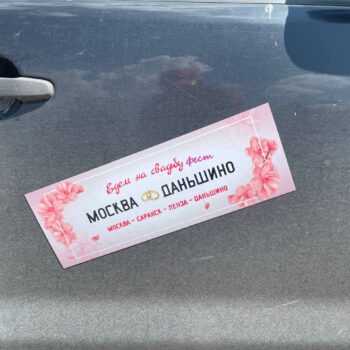 Едем на свадьбу фест
МОСКВА ДАНЬШИНО
МОСКВА – САРАНСК – ПЕНЗА – ДАНЬШИНО